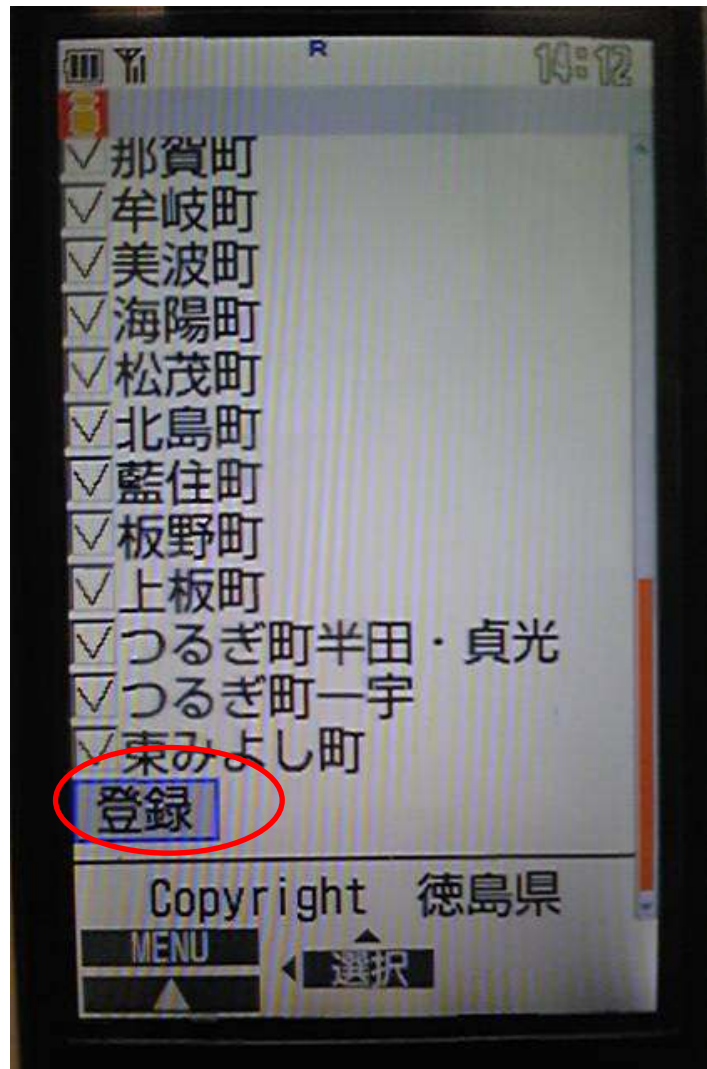 R 14:12
那賀町
牟岐町
美波町
海陽町
松茂町
北島町
藍住町
板野町
上板町
つるぎ町半田・貞光
つるぎ町一宇
東みよし町
登録
Copyright 徳島県
MENU
選択